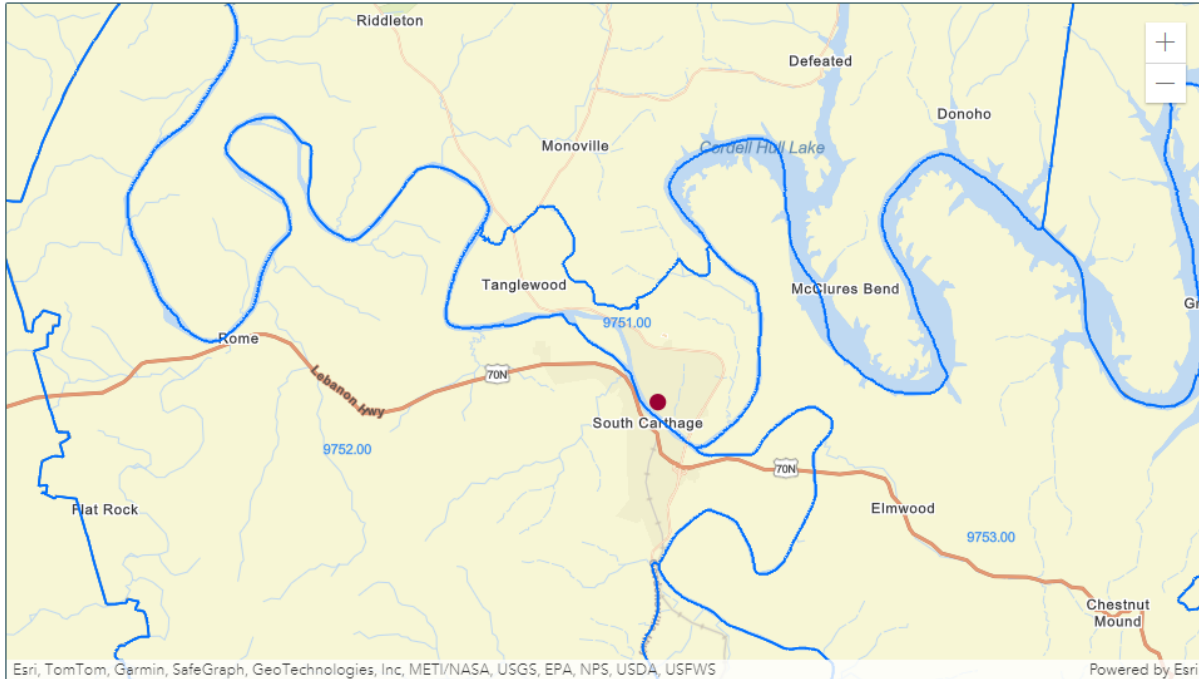 Riddleton
Defeated
Donoho
Monoville
Cordell Hull Lake
Tanglewood
McClures Bend
Gr
9751.00
Rome
70N
Lebanon Hwy
South Carthage
9752.00
70N
Flat Rock
Elmwood
9753.00
Chestnut
Mound
Esri, TomTom, Garmin, SafeGraph, GeoTechnologies, Inc, METI/NASA, USGS, EPA, NPS, USDA, USFWS
Powered by Esri